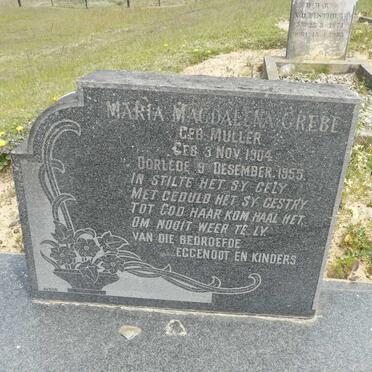 MARIA MAGDALENA GREBE
GEB. MULLER
GEB. 3 NOV. 1904.
OORLEDE 9 DESEMBER, 1955.
IN STILTE HET SY GELY
MET GEDULD HET SY GESTRY.
TOT GOD HAAR KOM HAAL HET,
OM NOOIT WEER TE LY.
VAN DIE BEDROEFDE
EGGENOOT EN KINDERS